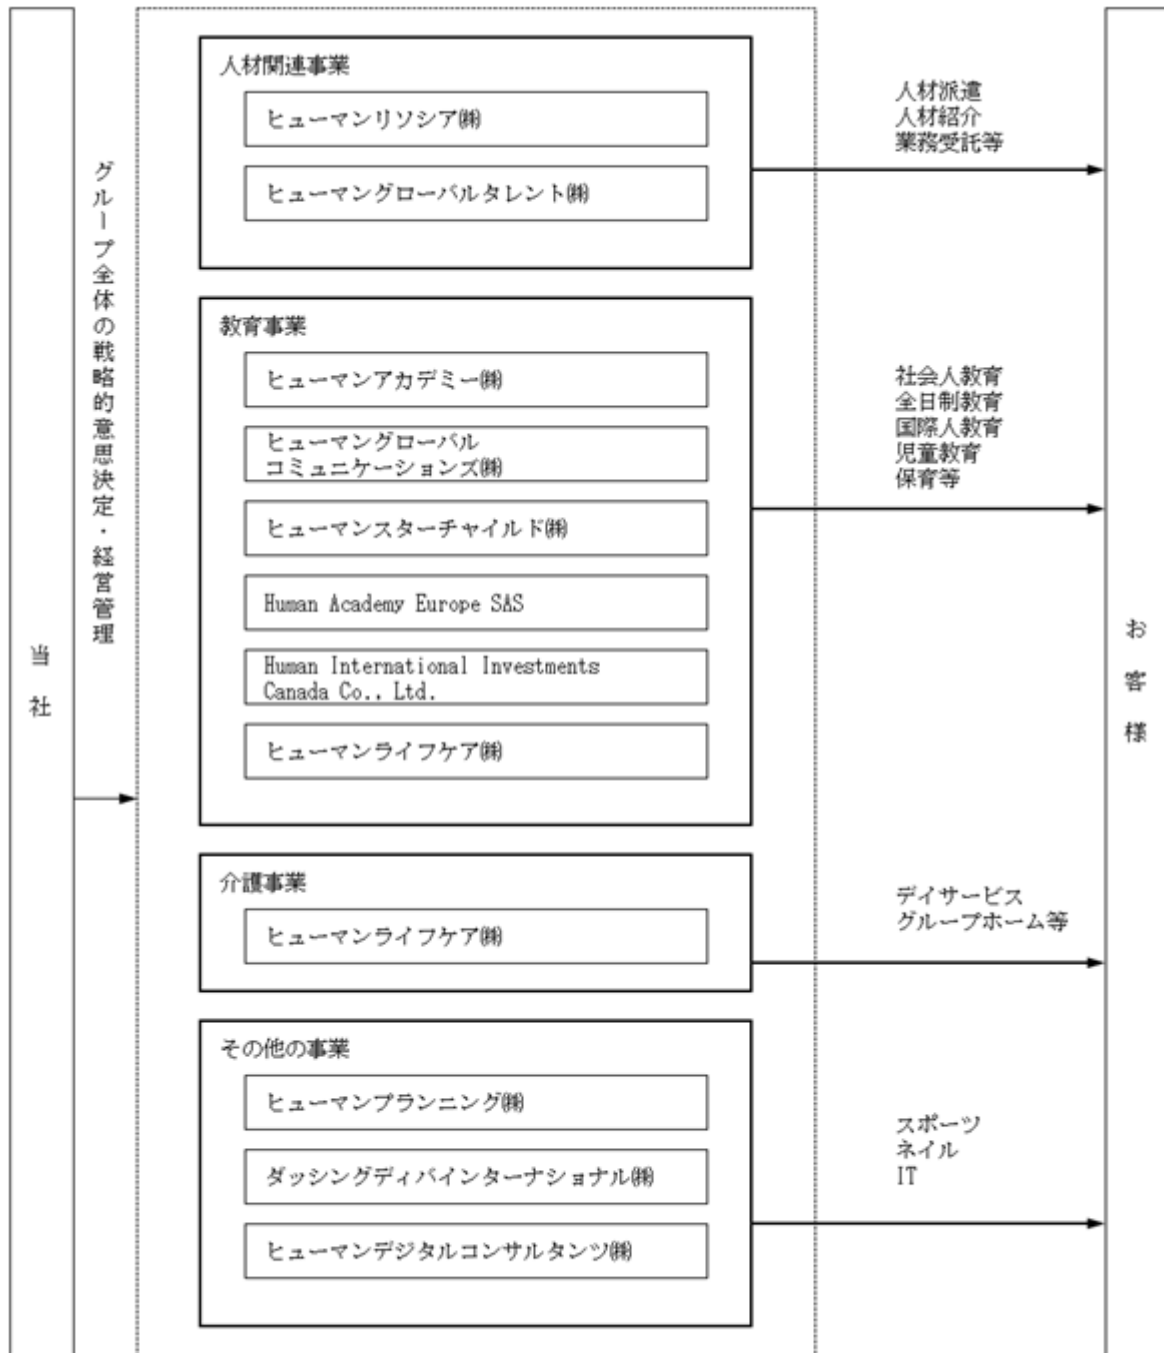 当社
グループ全体の戦略的意思決定・経営管理
人材関連事業
ヒューマンリソシア㈱
ヒューマングローバルタレント㈱
人材派遣
人材紹介
業務受託等
教育事業
ヒューマンアカデミー㈱
ヒューマングローバル
コミュニケーションズ㈱
ヒューマンスターチャイルド㈱
Human Academy Europe SAS
Human International Investments
Canada Co., Ltd.
ヒューマンライフケア㈱
社会人教育
全日制教育
国際人教育
児童教育
保育等
介護事業
ヒューマンライフケア㈱
デイサービス
グループホーム等
その他の事業
ヒューマンプランニング㈱
ダッシングディバインターナショナル㈱
ヒューマンデジタルコンサルタンツ㈱
スポーツ
ネイル
IT
お客様